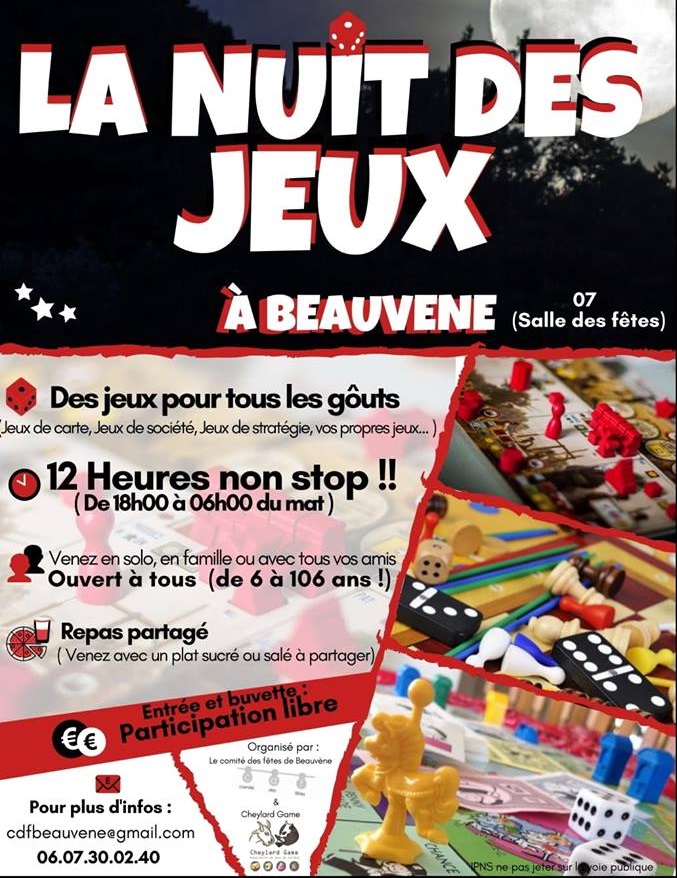 LA NUIT DES
JEUX
À BEAUVENE
07
(Salle des fêtes)
Des jeux pour tous les gôuts
(Jeux de carte, Jeux de société, Jeux de stratégie, vos propres jeux... )
12 Heures non stop !!
( De 18h00 à 06h00 du mat )
Venez en solo, en famille ou avec tous vos amis
Ouvert à tous (de 6 à 106 ans !)
Repas partagé
( Venez avec un plat sucré ou salé à partager)
Entrée et buvette :
€€ Participation libre
Organisé par :
Le comité des fêtes de Beauvène
&
Cheylard Game
Cheylard Game
Pour plus d'infos :
cdfbeauvene@gmail.com
06.07.30.02.40
CHANCE
IPNS ne pas jeter sur la voie publique